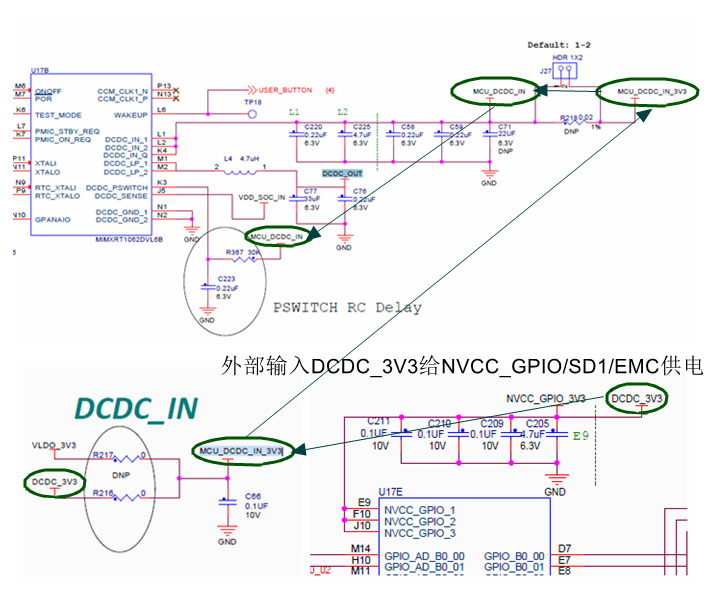 Default: 1-2
HDR 1X2
J27
U17B
M6 ONOFF
M7 POR
K6 TEST_MODE
L7 PMIC_STBY_REQ
K7 PMIC_ON_REQ
P11 XTALI
N11 XTALO
N9 RTC_XTALI
P9 RTC_XTALO
N10 GPANAIO
CCM_CLK1_N P13
CCM_CLK1_P N13
WAKEUP L6
DCDC_IN_1 L1
DCDC_IN_2 L2
DCDC_IN_Q K4
DCDC_LP_1 M1
DCDC_LP_2 M2
DCDC_PSWITCH K3
DCDC_SENSE J5
DCDC_GND_1 N1
DCDC_GND_2 N2
MIMXRT1062DVL6B
USER_BUTTON (4)
TP18
L1
L2
MCU_DCDC_IN
MCU_DCDC_IN_3V3
C220
0.22uF
6.3V
C225
4.7uF
6.3V
C58
0.22uF
6.3V
C59
0.22uF
6.3V
C71
22UF
6.3V
DNP
R218 0.02
DNP 1%
GND
L4 4.7uH
2 1
DCDC_OUT
VDD_SOC_IN
C77
33uF
6.3V
C76
0.22uF
6.3V
GND
GND
MCU_DCDC_IN
R367 30K
C223
0.22uF
6.3V
GND
PSWITCH RC Delay
外部输入DCDC_3V3给NVCC_GPIO/SD1/EMC供电
DCDC_IN
VLDO_3V3
R217 0
DNP
DCDC_3V3
R216 0
MCU_DCDC_IN_3V3
C66
0.1UF
10V
GND
NVCC_GPIO_3V3
DCDC_3V3
C211
0.1UF
10V
C210
0.1UF
10V
C209
0.1UF
10V
C205
4.7uF
6.3V
E9
GND
U17E
E9 NVCC_GPIO_1
F10 NVCC_GPIO_2
J10 NVCC_GPIO_3
M14 GPIO_AD_B0_00 GPIO_B0_00 D7
H10 GPIO_AD_B0_01 GPIO_B0_01 E7
M11 E8